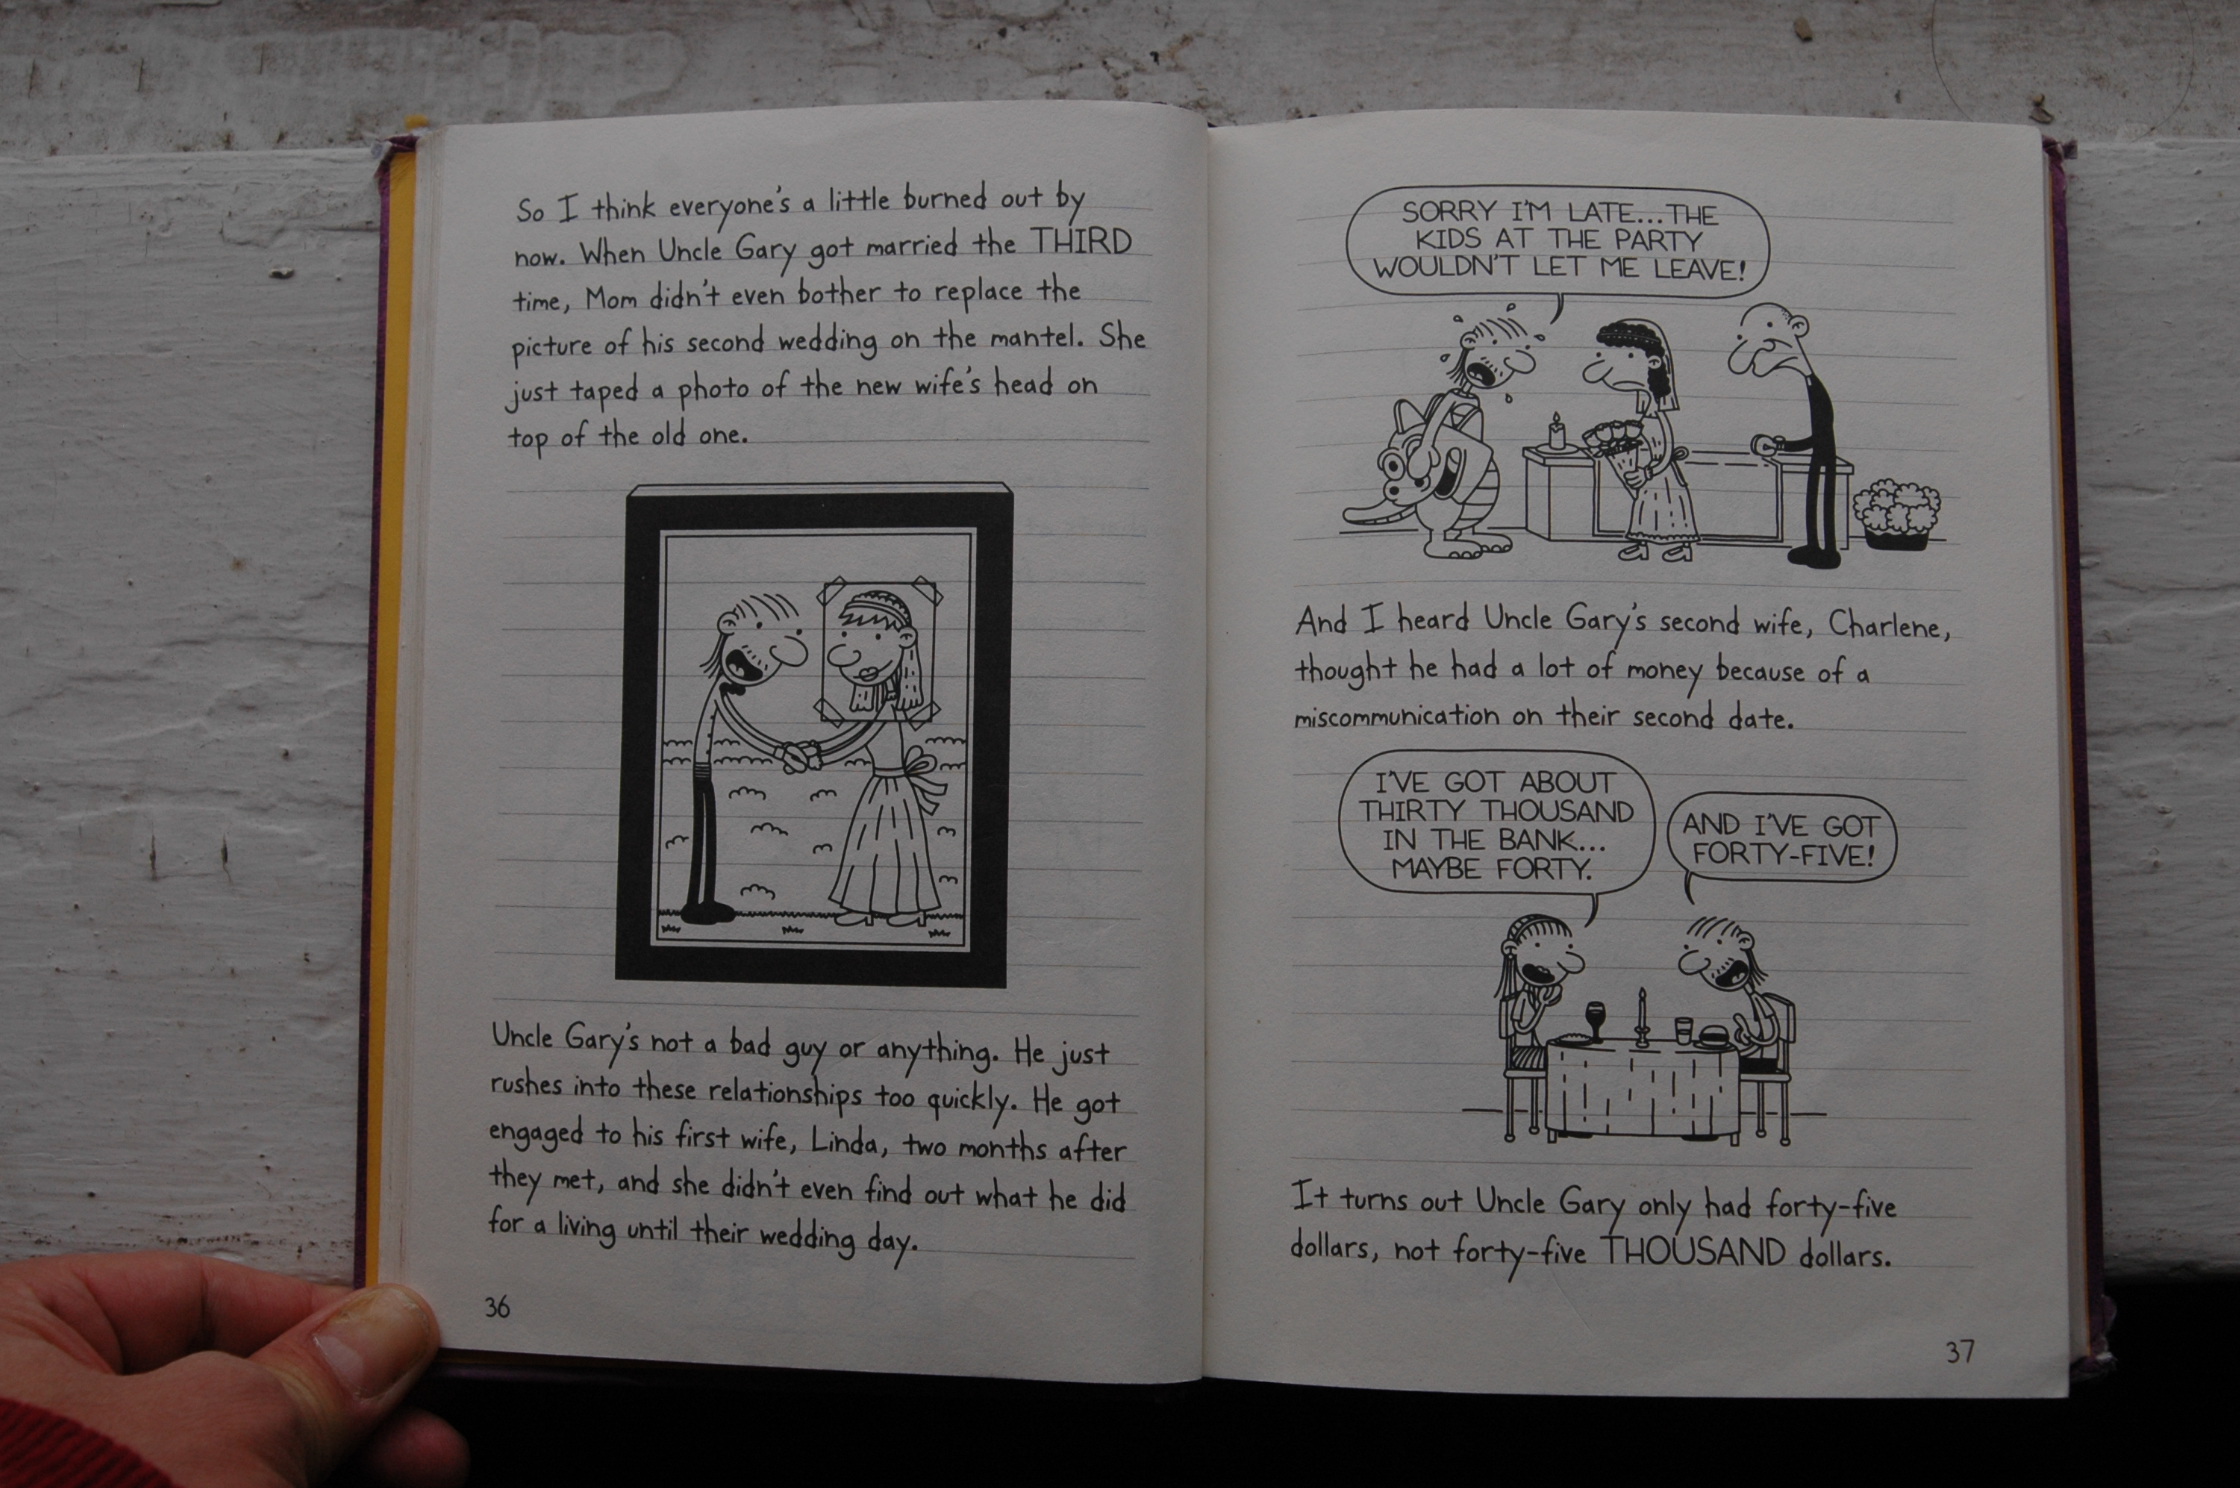 So I think everyone's a little burned out by
now. When Uncle Gary got married the THIRD
time, Mom didn't even bother to replace the
picture of his second wedding on the mantel. She
just taped a photo of the new wife's head on
top of the old one.
Uncle Gary's not a bad guy or anything. He just
rushes into these relationships too quickly. He got
engaged to his first wife, Linda, two months after
they met, and she didn't even find out what he did
for a living until their wedding day.
36
SORRY I'M LATE...THE
KIDS AT THE PARTY
WOULDN'T LET ME LEAVE!
And I heard Uncle Gary's second wife, Charlene,
thought he had a lot of money because of a
miscommunication on their second date.
I'VE GOT ABOUT
THIRTY THOUSAND
IN THE BANK...
MAYBE FORTY.
AND I'VE GOT
FORTY-FIVE!
It turns out Uncle Gary only had forty-five
dollars, not forty-five THOUSAND dollars.
37